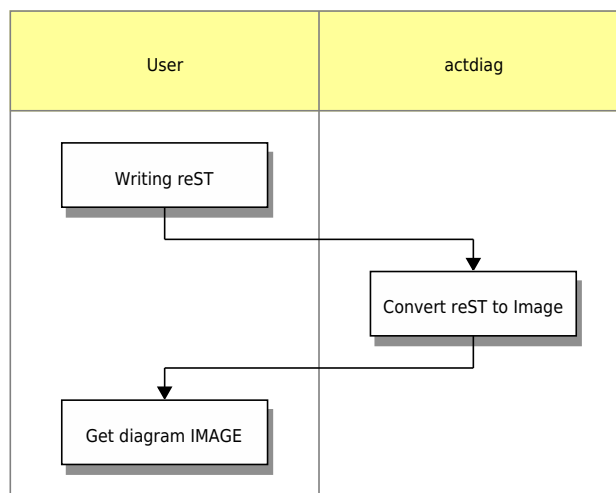 User
actdiag
Writing reST
Convert reST to Image
Get diagram IMAGE